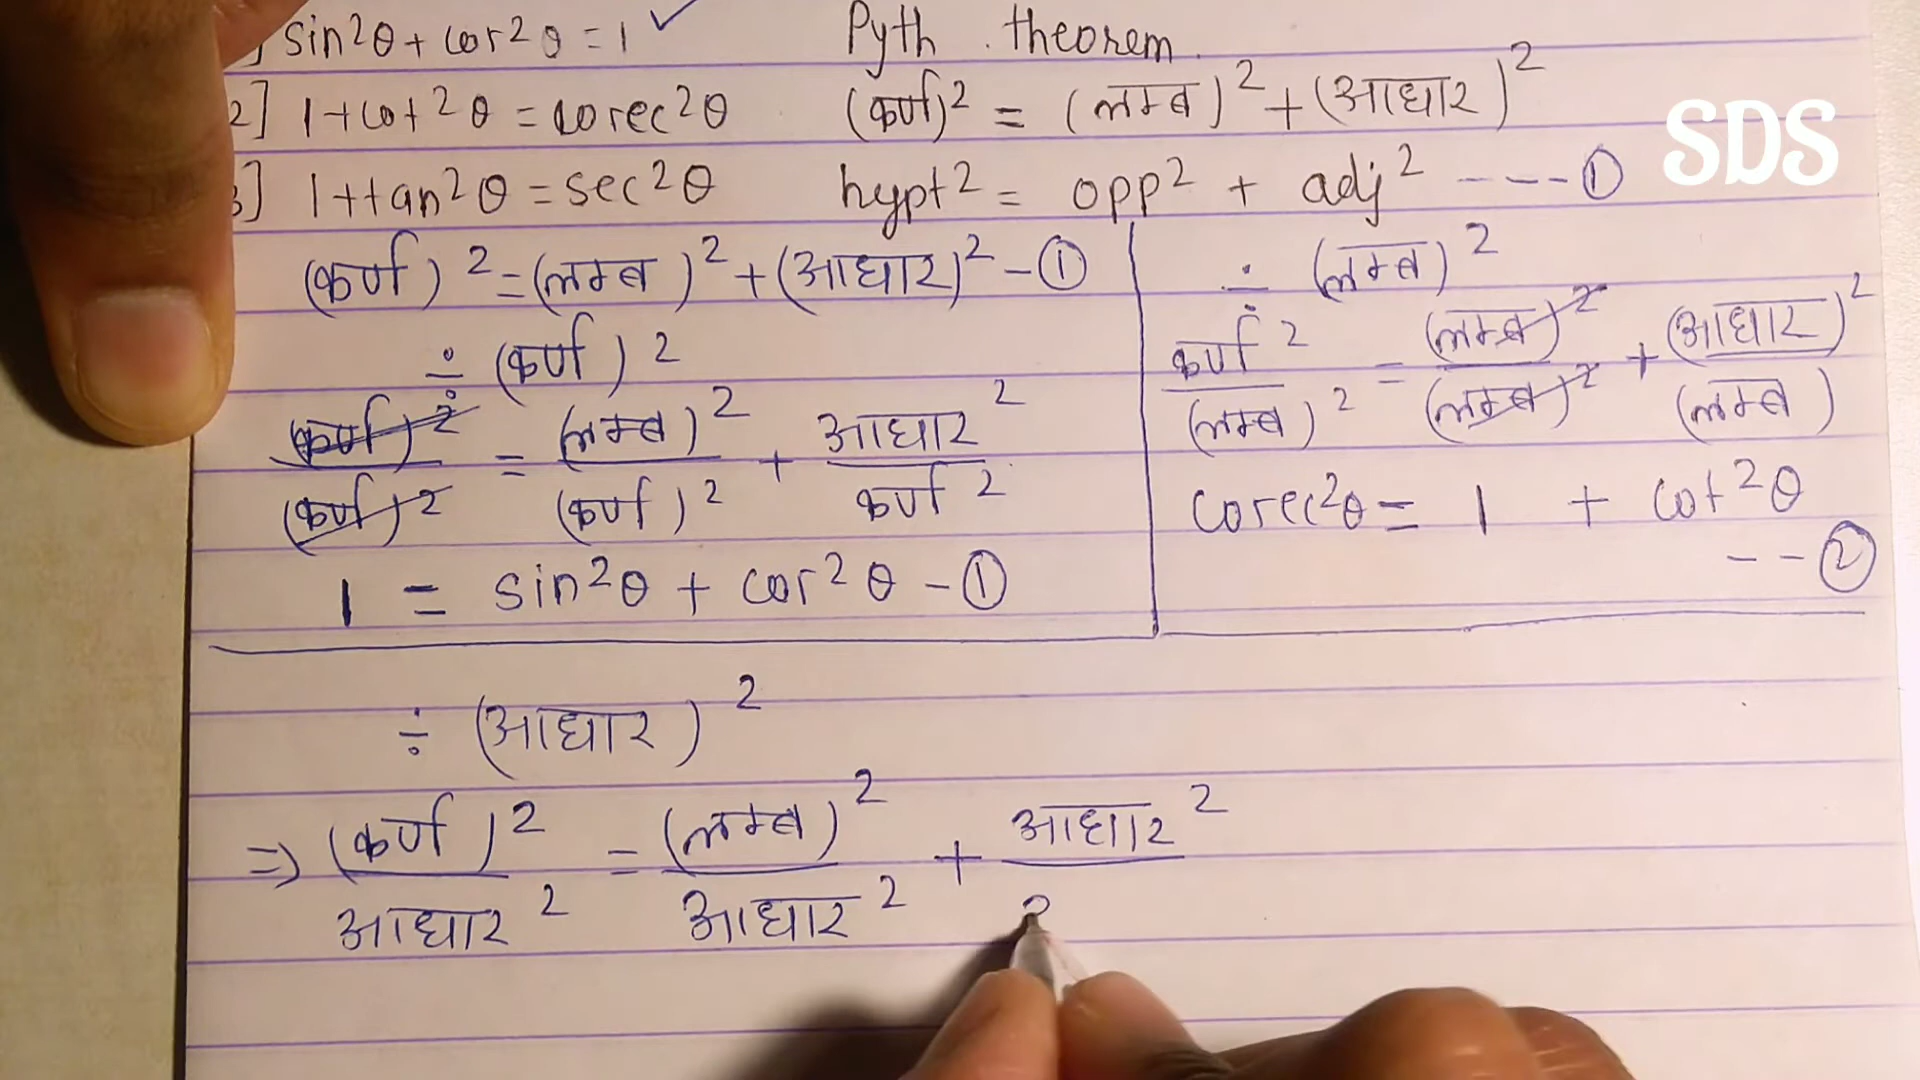 ] sin²θ + cos²θ = 1 ✓ Pyth. theorem.
2] 1 + cot²θ = cosec²θ (कर्ण)² = (लम्ब)² + (आधार)²
3] 1 + tan²θ = sec²θ hypt² = opp² + adj² ---- ①
SDS
(कर्ण)² = (लम्ब)² + (आधार)² - ①
÷ (कर्ण)²
(कर्ण)²/(कर्ण)² = (लम्ब)²/(कर्ण)² + आधार²/कर्ण²
1 = sin²θ + cos²θ - ①
÷ (लम्ब)²
कर्ण²/(लम्ब)² = (लम्ब)²/(लम्ब)² + (आधार)²/(लम्ब)
cosec²θ = 1 + cot²θ
-- ②
÷ (आधार)²
⇒ (कर्ण)²/आधार² = (लम्ब)²/आधार² + आधार²/